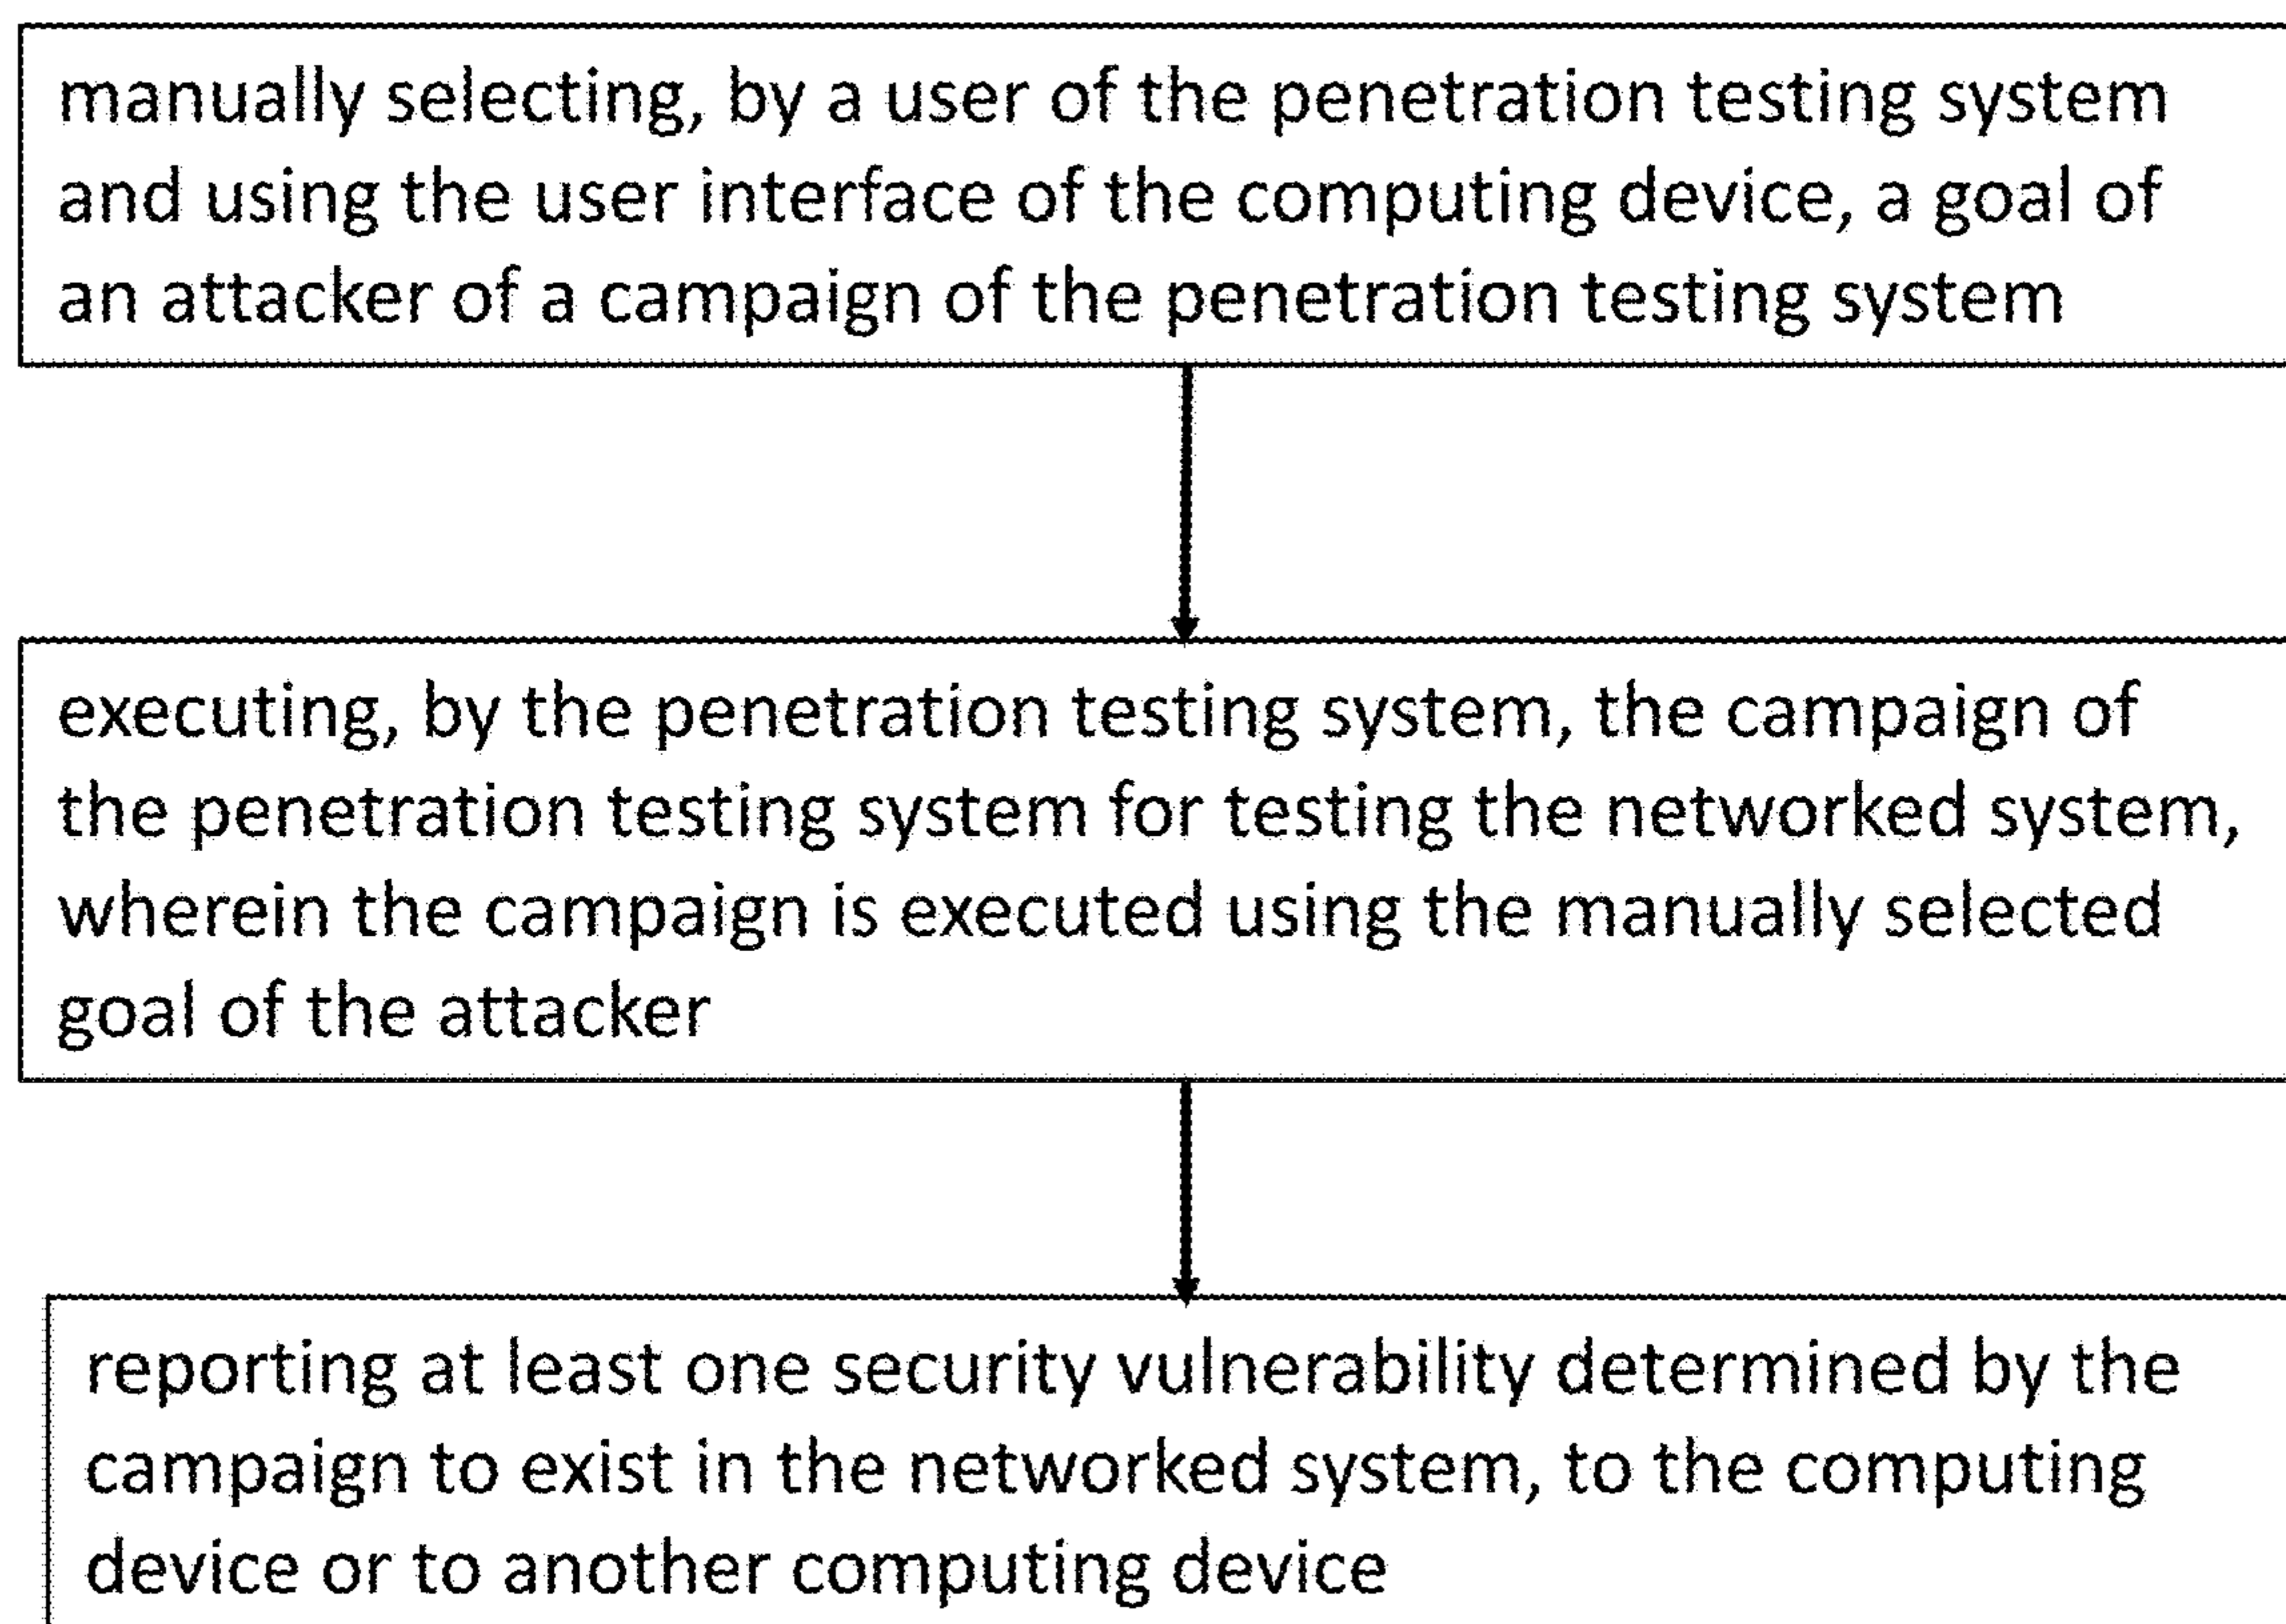 manually selecting, by a user of the penetration testing system
and using the user interface of the computing device, a goal of
an attacker of a campaign of the penetration testing system
executing, by the penetration testing system, the campaign of
the penetration testing system for testing the networked system,
wherein the campaign is executed using the manually selected
goal of the attacker
reporting at least one security vulnerability determined by the
campaign to exist in the networked system, to the computing
device or to another computing device